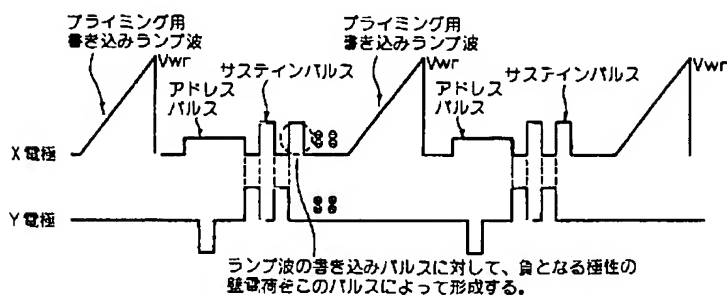 プライミング用
書き込みランプ波
Vwr
アドレス
パルス
サステインパルス
プライミング用
書き込みランプ波
Vwr
アドレス
パルス
サステインパルス
Vwr
X電極
Y電極
ランプ波の書き込みパルスに対して、負となる極性の
壁電荷をこのパルスによって形成する。